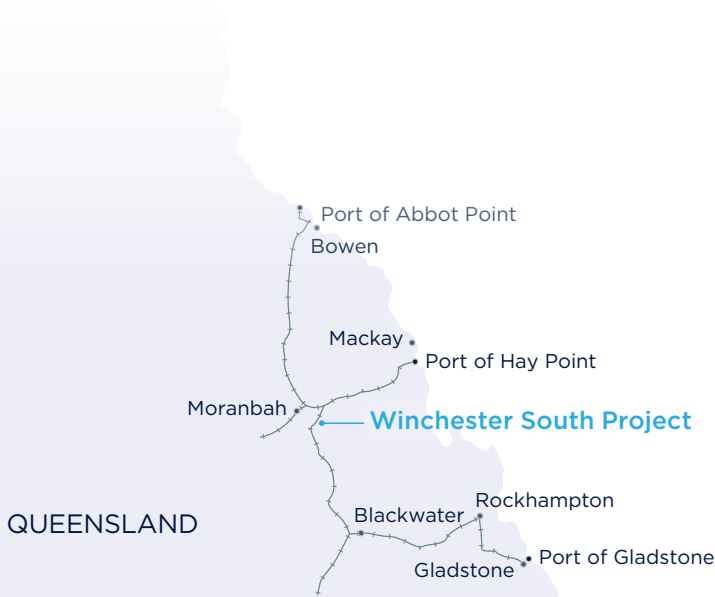 Port of Abbot Point
Bowen
Mackay
Port of Hay Point
Moranbah
Winchester South Project
Rockhampton
Blackwater
QUEENSLAND
Port of Gladstone
Gladstone